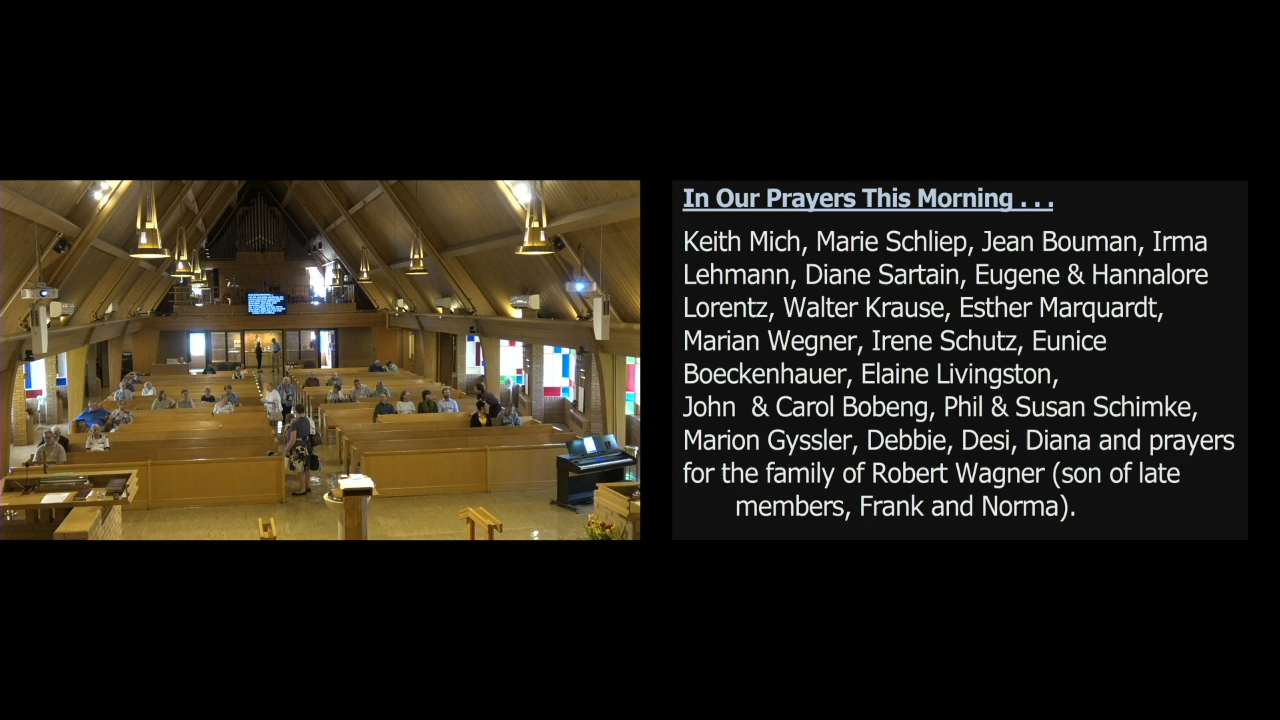 In Our Prayers This Morning . . .
Keith Mich, Marie Schliep, Jean Bouman, Irma
Lehmann, Diane Sartain, Eugene & Hannalore
Lorentz, Walter Krause, Esther Marquardt,
Marian Wegner, Irene Schutz, Eunice
Boeckenhauer, Elaine Livingston,
John  & Carol Bobeng, Phil & Susan Schimke,
Marion Gyssler, Debbie, Desi, Diana and prayers
for the family of Robert Wagner (son of late
members, Frank and Norma).